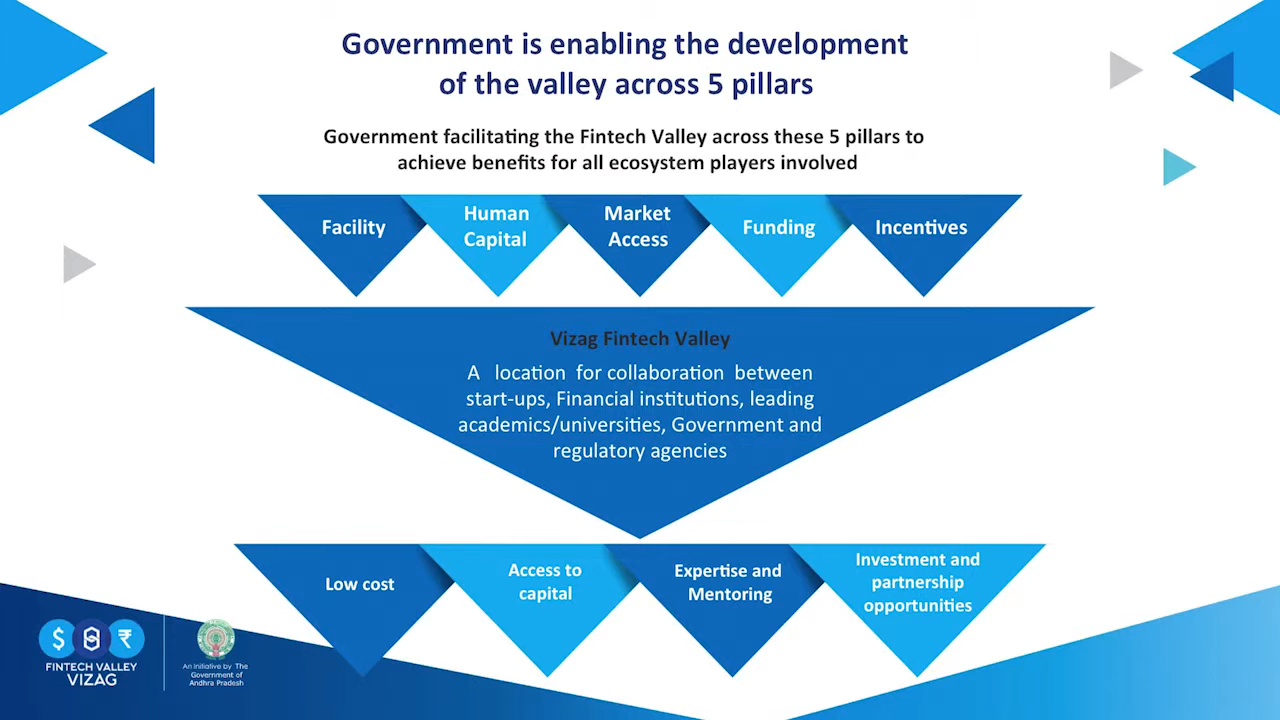 Government is enabling the development
of the valley across 5 pillars
Government facilitating the Fintech Valley across these 5 pillars to
achieve benefits for all ecosystem players involved
Facility
Human
Capital
Market
Access
Funding
Incentives
Vizag Fintech Valley
A location for collaboration between
start-ups, Financial institutions, leading
academics/universities, Government and
regulatory agencies
Low cost
Access to
capital
Expertise and
Mentoring
Investment and
partnership
opportunities
$ ₹
FINTECH VALLEY
VIZAG
An Initiative by The
Government of
Andhra Pradesh